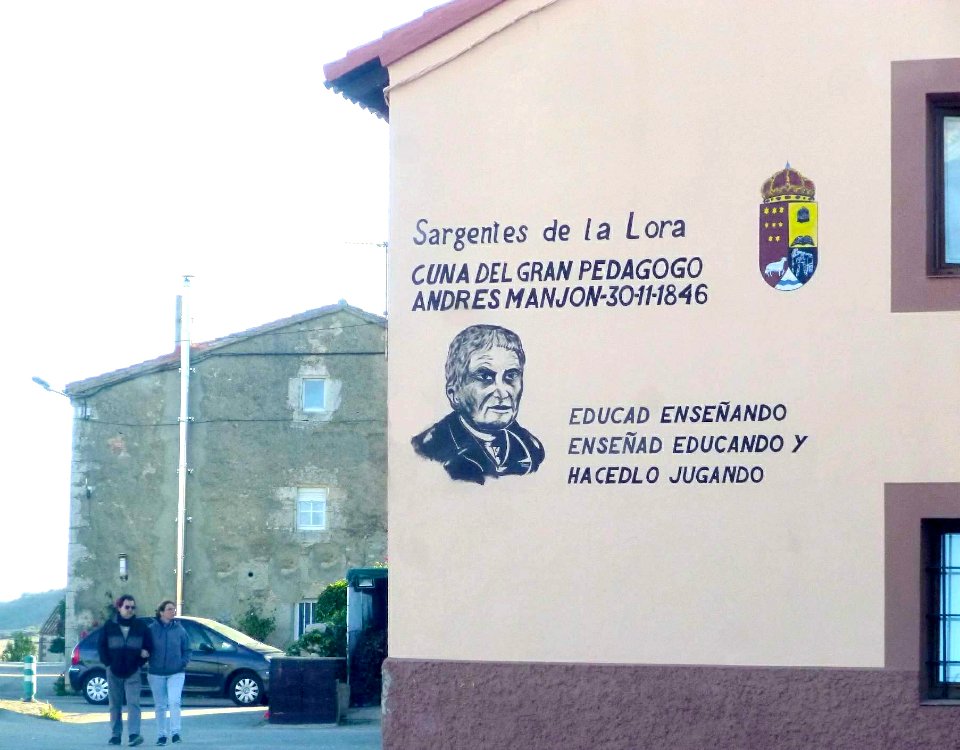 Sargentes de la Lora
CUNA DEL GRAN PEDAGOGO
ANDRES MANJON-30-11-1846
EDUCAD ENSEÑANDO
ENSEÑAD EDUCANDO Y
HACEDLO JUGANDO